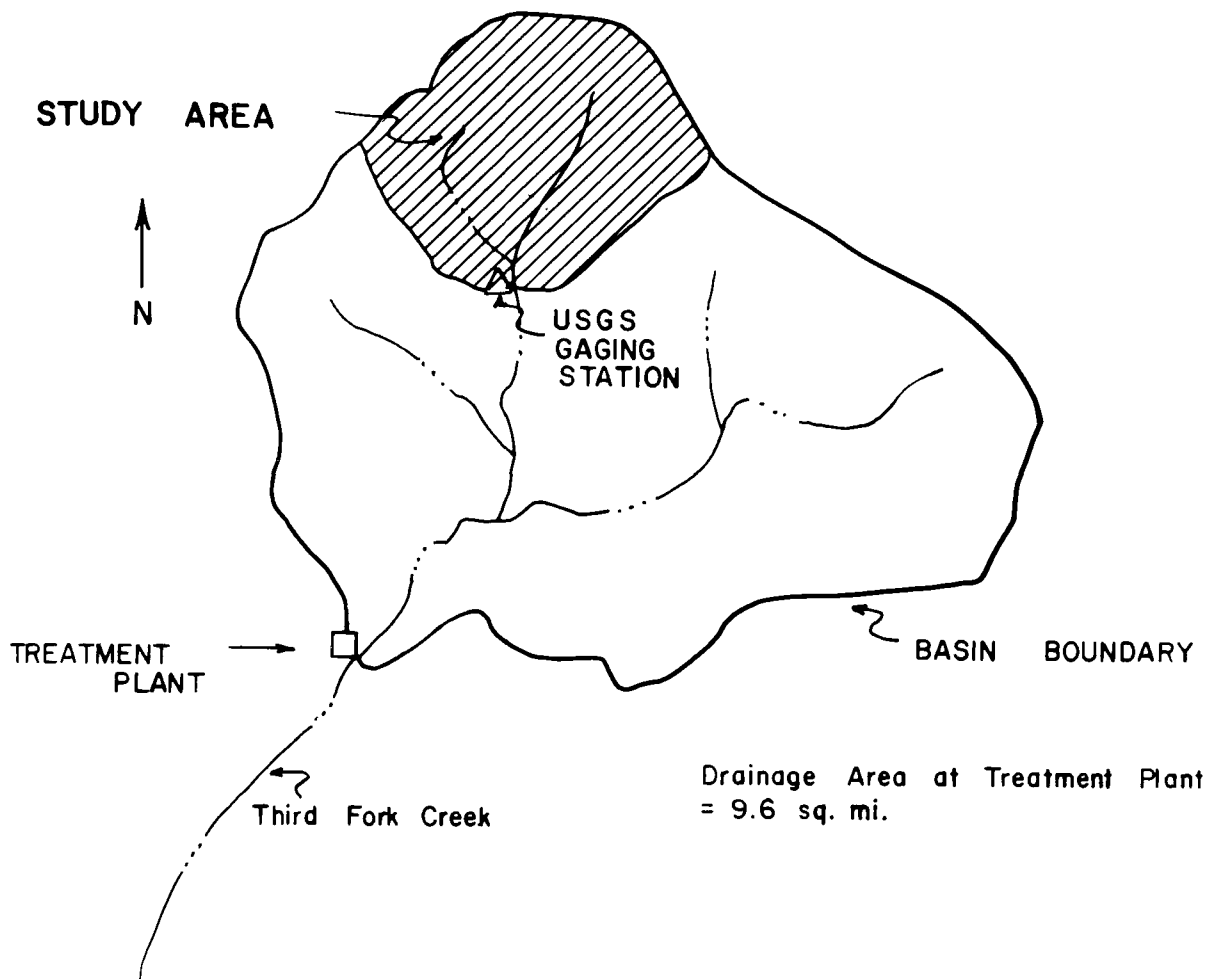 STUDY AREA
N
USGS
GAGING
STATION
TREATMENT
PLANT
BASIN BOUNDARY
Drainage Area at Treatment Plant
= 9.6 sq. mi.
Third Fork Creek